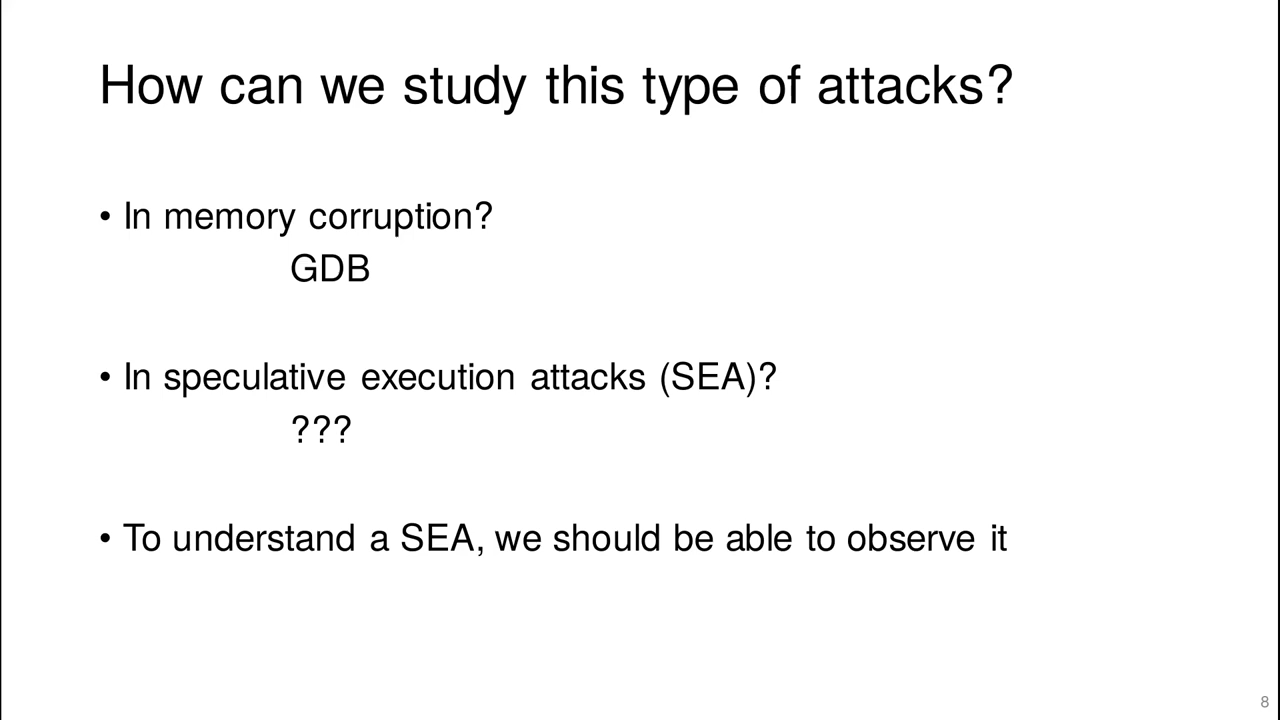 How can we study this type of attacks?
• In memory corruption?
GDB
• In speculative execution attacks (SEA)?
???
• To understand a SEA, we should be able to observe it
8